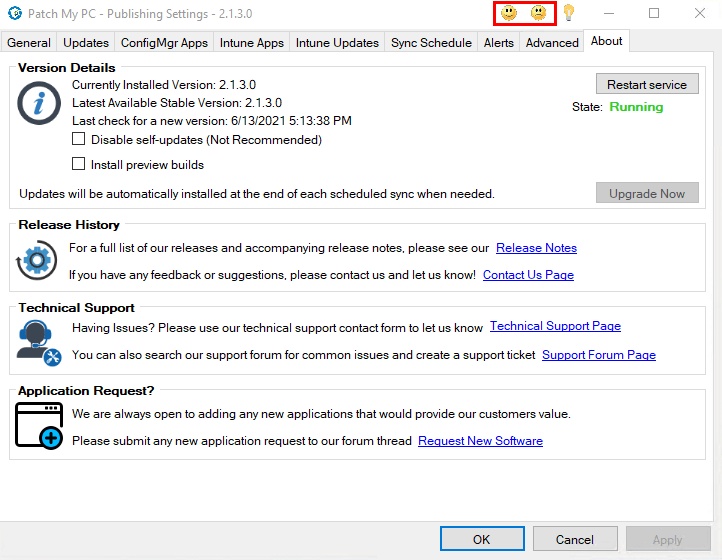 Patch My PC - Publishing Settings - 2.1.3.0
General Updates ConfigMgr Apps Intune Apps Intune Updates Sync Schedule Alerts Advanced About
Version Details
Currently Installed Version: 2.1.3.0
Restart service
Latest Available Stable Version: 2.1.3.0
State: Running
Last check for a new version: 6/13/2021 5:13:38 PM
Disable self-updates (Not Recommended)
Install preview builds
Updates will be automatically installed at the end of each scheduled sync when needed.
Upgrade Now
Release History
For a full list of our releases and accompanying release notes, please see our Release Notes
If you have any feedback or suggestions, please contact us and let us know! Contact Us Page
Technical Support
Having Issues? Please use our technical support contact form to let us know Technical Support Page
You can also search our support forum for common issues and create a support ticket Support Forum Page
Application Request?
We are always open to adding any new applications that would provide our customers value.
Please submit any new application request to our forum thread Request New Software
OK Cancel Apply